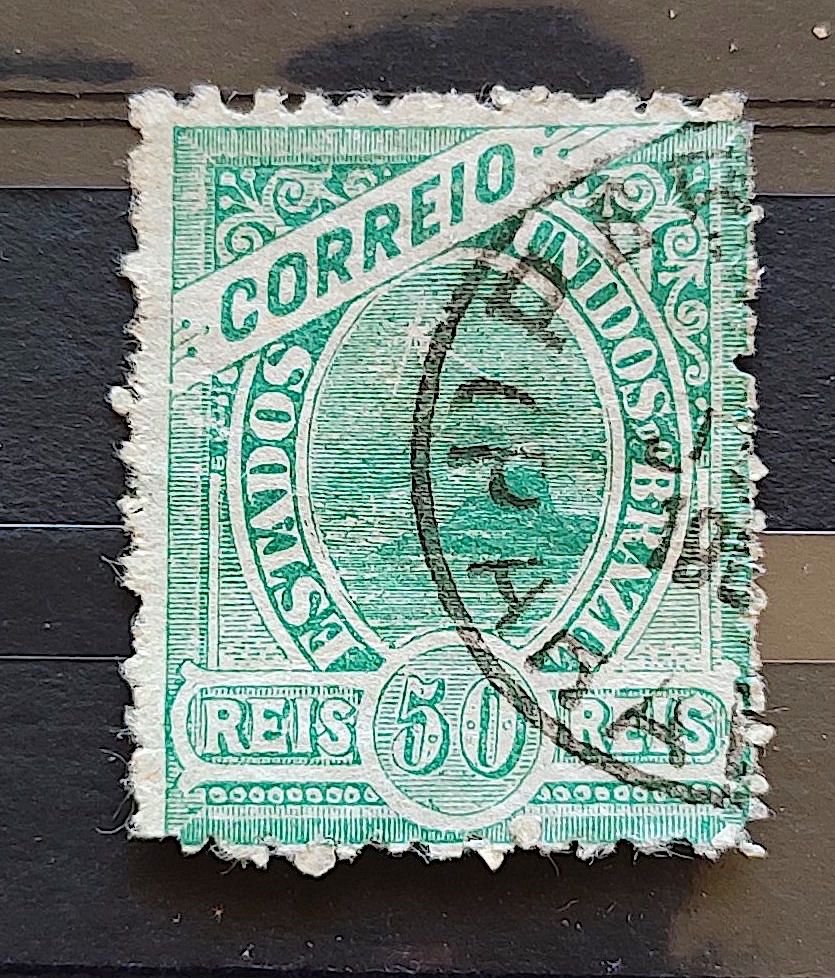 CORREIO
ESTADOS UNIDOS DO BRAZIL
REIS 50 REIS